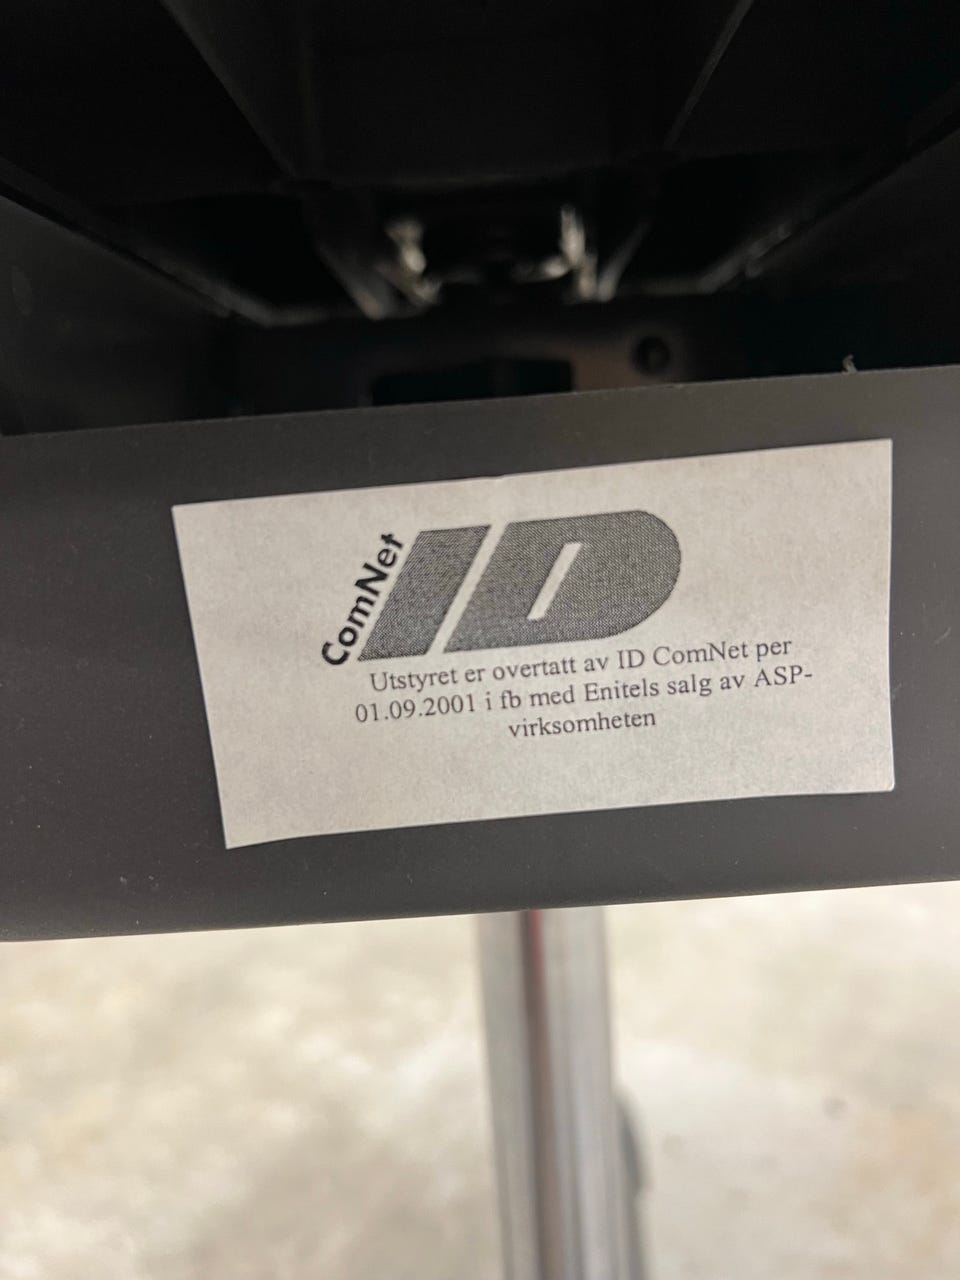 ComNet
ID
Utstyret er overtatt av ID ComNet per
01.09.2001 i fb med Enitels salg av ASP-
virksomheten